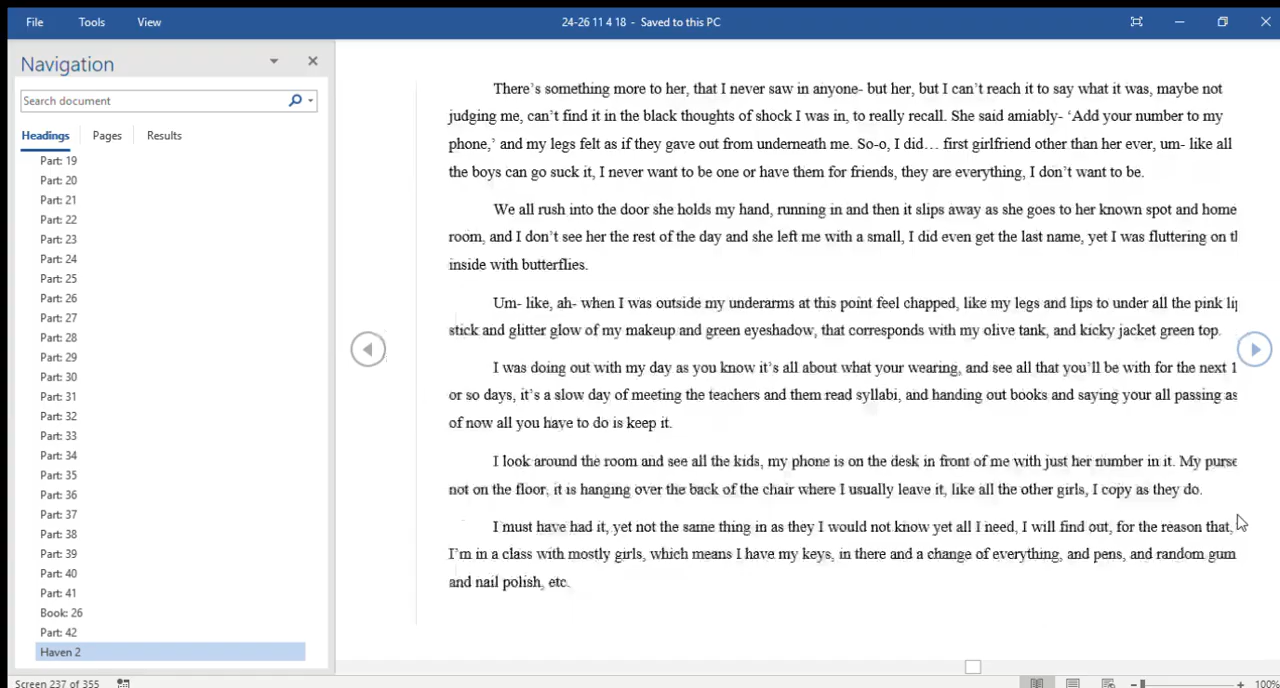 File Tools View 24-26 11 4 18 - Saved to this PC
Navigation
Search document
Headings Pages Results
Part: 19
Part: 20
Part: 21
Part: 22
Part: 23
Part: 24
Part: 25
Part: 26
Part: 27
Part: 28
Part: 29
Part: 30
Part: 31
Part: 32
Part: 33
Part: 34
Part: 35
Part: 36
Part: 37
Part: 38
Part: 39
Part: 40
Part: 41
Book: 26
Part: 42
Haven 2
There's something more to her, that I never saw in anyone- but her, but I can't reach it to say what it was, maybe not
judging me, can't find it in the black thoughts of shock I was in, to really recall. She said amiably- 'Add your number to my
phone,' and my legs felt as if they gave out from underneath me. So-o, I did… first girlfriend other than her ever, um- like all
the boys can go suck it, I never want to be one or have them for friends, they are everything, I don't want to be.
We all rush into the door she holds my hand, running in and then it slips away as she goes to her known spot and home
room, and I don't see her the rest of the day and she left me with a small, I did even get the last name, yet I was fluttering on
inside with butterflies.
Um- like, ah- when I was outside my underarms at this point feel chapped, like my legs and lips to under all the pink
stick and glitter glow of my makeup and green eyeshadow, that corresponds with my olive tank, and kicky jacket green top.
I was doing out with my day as you know it's all about what your wearing, and see all that you'll be with for the next 1
or so days, it's a slow day of meeting the teachers and them read syllabi, and handing out books and saying your all passing as
of now all you have to do is keep it.
I look around the room and see all the kids, my phone is on the desk in front of me with just her number in it. My purse
not on the floor, it is hanging over the back of the chair where I usually leave it, like all the other girls, I copy as they do.
I must have had it, yet not the same thing in as they I would not know yet all I need, I will find out, for the reason that,
I'm in a class with mostly girls, which means I have my keys, in there and a change of everything, and pens, and random gum
and nail polish, etc.
Screen 237 of 355 100%